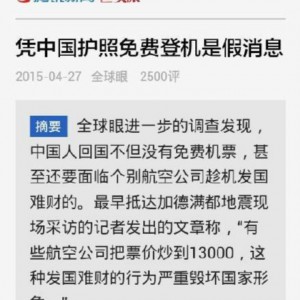 凭中国护照免费登机是假消息
2015-04-27 全球眼 2500评
摘要 全球眼进一步的调查发现，
中国人回国不但没有免费机票，甚
至还要面临个别航空公司趁机发国
难财的。最早抵达加德满都地震现
场采访的记者发出的文章称，“有
些航空公司把票价炒到13000，这
种发国难财的行为严重毁坏国家形
象。”